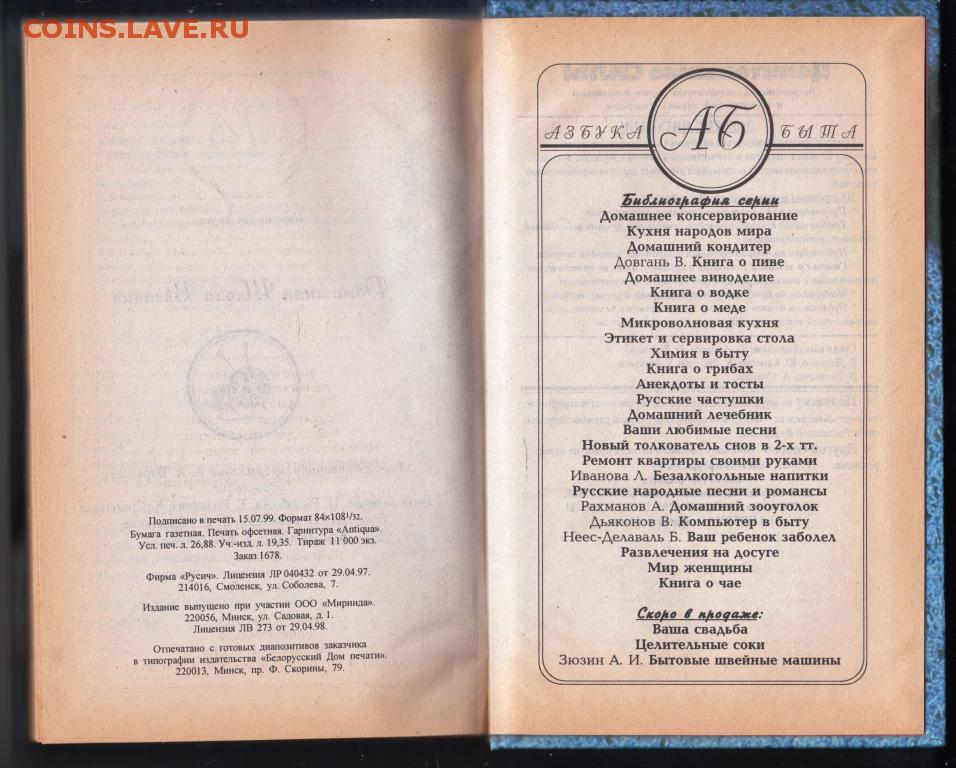 COINS.LAVE.RU
Подписано в печать 15.07.99. Формат 84×108¹/₃₂.
Бумага газетная. Печать офсетная. Гарнитура «Antiqua».
Усл. печ. л. 26,88. Уч.-изд. л. 19,35. Тираж 11 000 экз.
Заказ 1678.
Фирма «Русич». Лицензия ЛР 040432 от 29.04.97.
214016, Смоленск, ул. Соболева, 7.
Издание выпущено при участии ООО «Миринда».
220056, Минск, ул. Садовая, д. 1.
Лицензия ЛВ 273 от 29.04.98.
Отпечатано с готовых диапозитивов заказчика
в типографии издательства «Белорусский Дом печати».
220013, Минск, пр. Ф. Скорины, 79.
АЗБУКА АБ БЫТА
Библиография серии
Домашнее консервирование
Кухня народов мира
Домашний кондитер
Довгань В. Книга о пиве
Домашнее виноделие
Книга о водке
Книга о меде
Микроволновая кухня
Этикет и сервировка стола
Химия в быту
Книга о грибах
Анекдоты и тосты
Русские частушки
Домашний лечебник
Ваши любимые песни
Новый толкователь снов в 2-х тт.
Ремонт квартиры своими руками
Иванова Л. Безалкогольные напитки
Русские народные песни и романсы
Рахманов А. Домашний зооуголок
Дьяконов В. Компьютер в быту
Неес-Делаваль Б. Ваш ребенок заболел
Развлечения на досуге
Мир женщины
Книга о чае
Скоро в продаже:
Ваша свадьба
Целительные соки
Зюзин А. И. Бытовые швейные машины